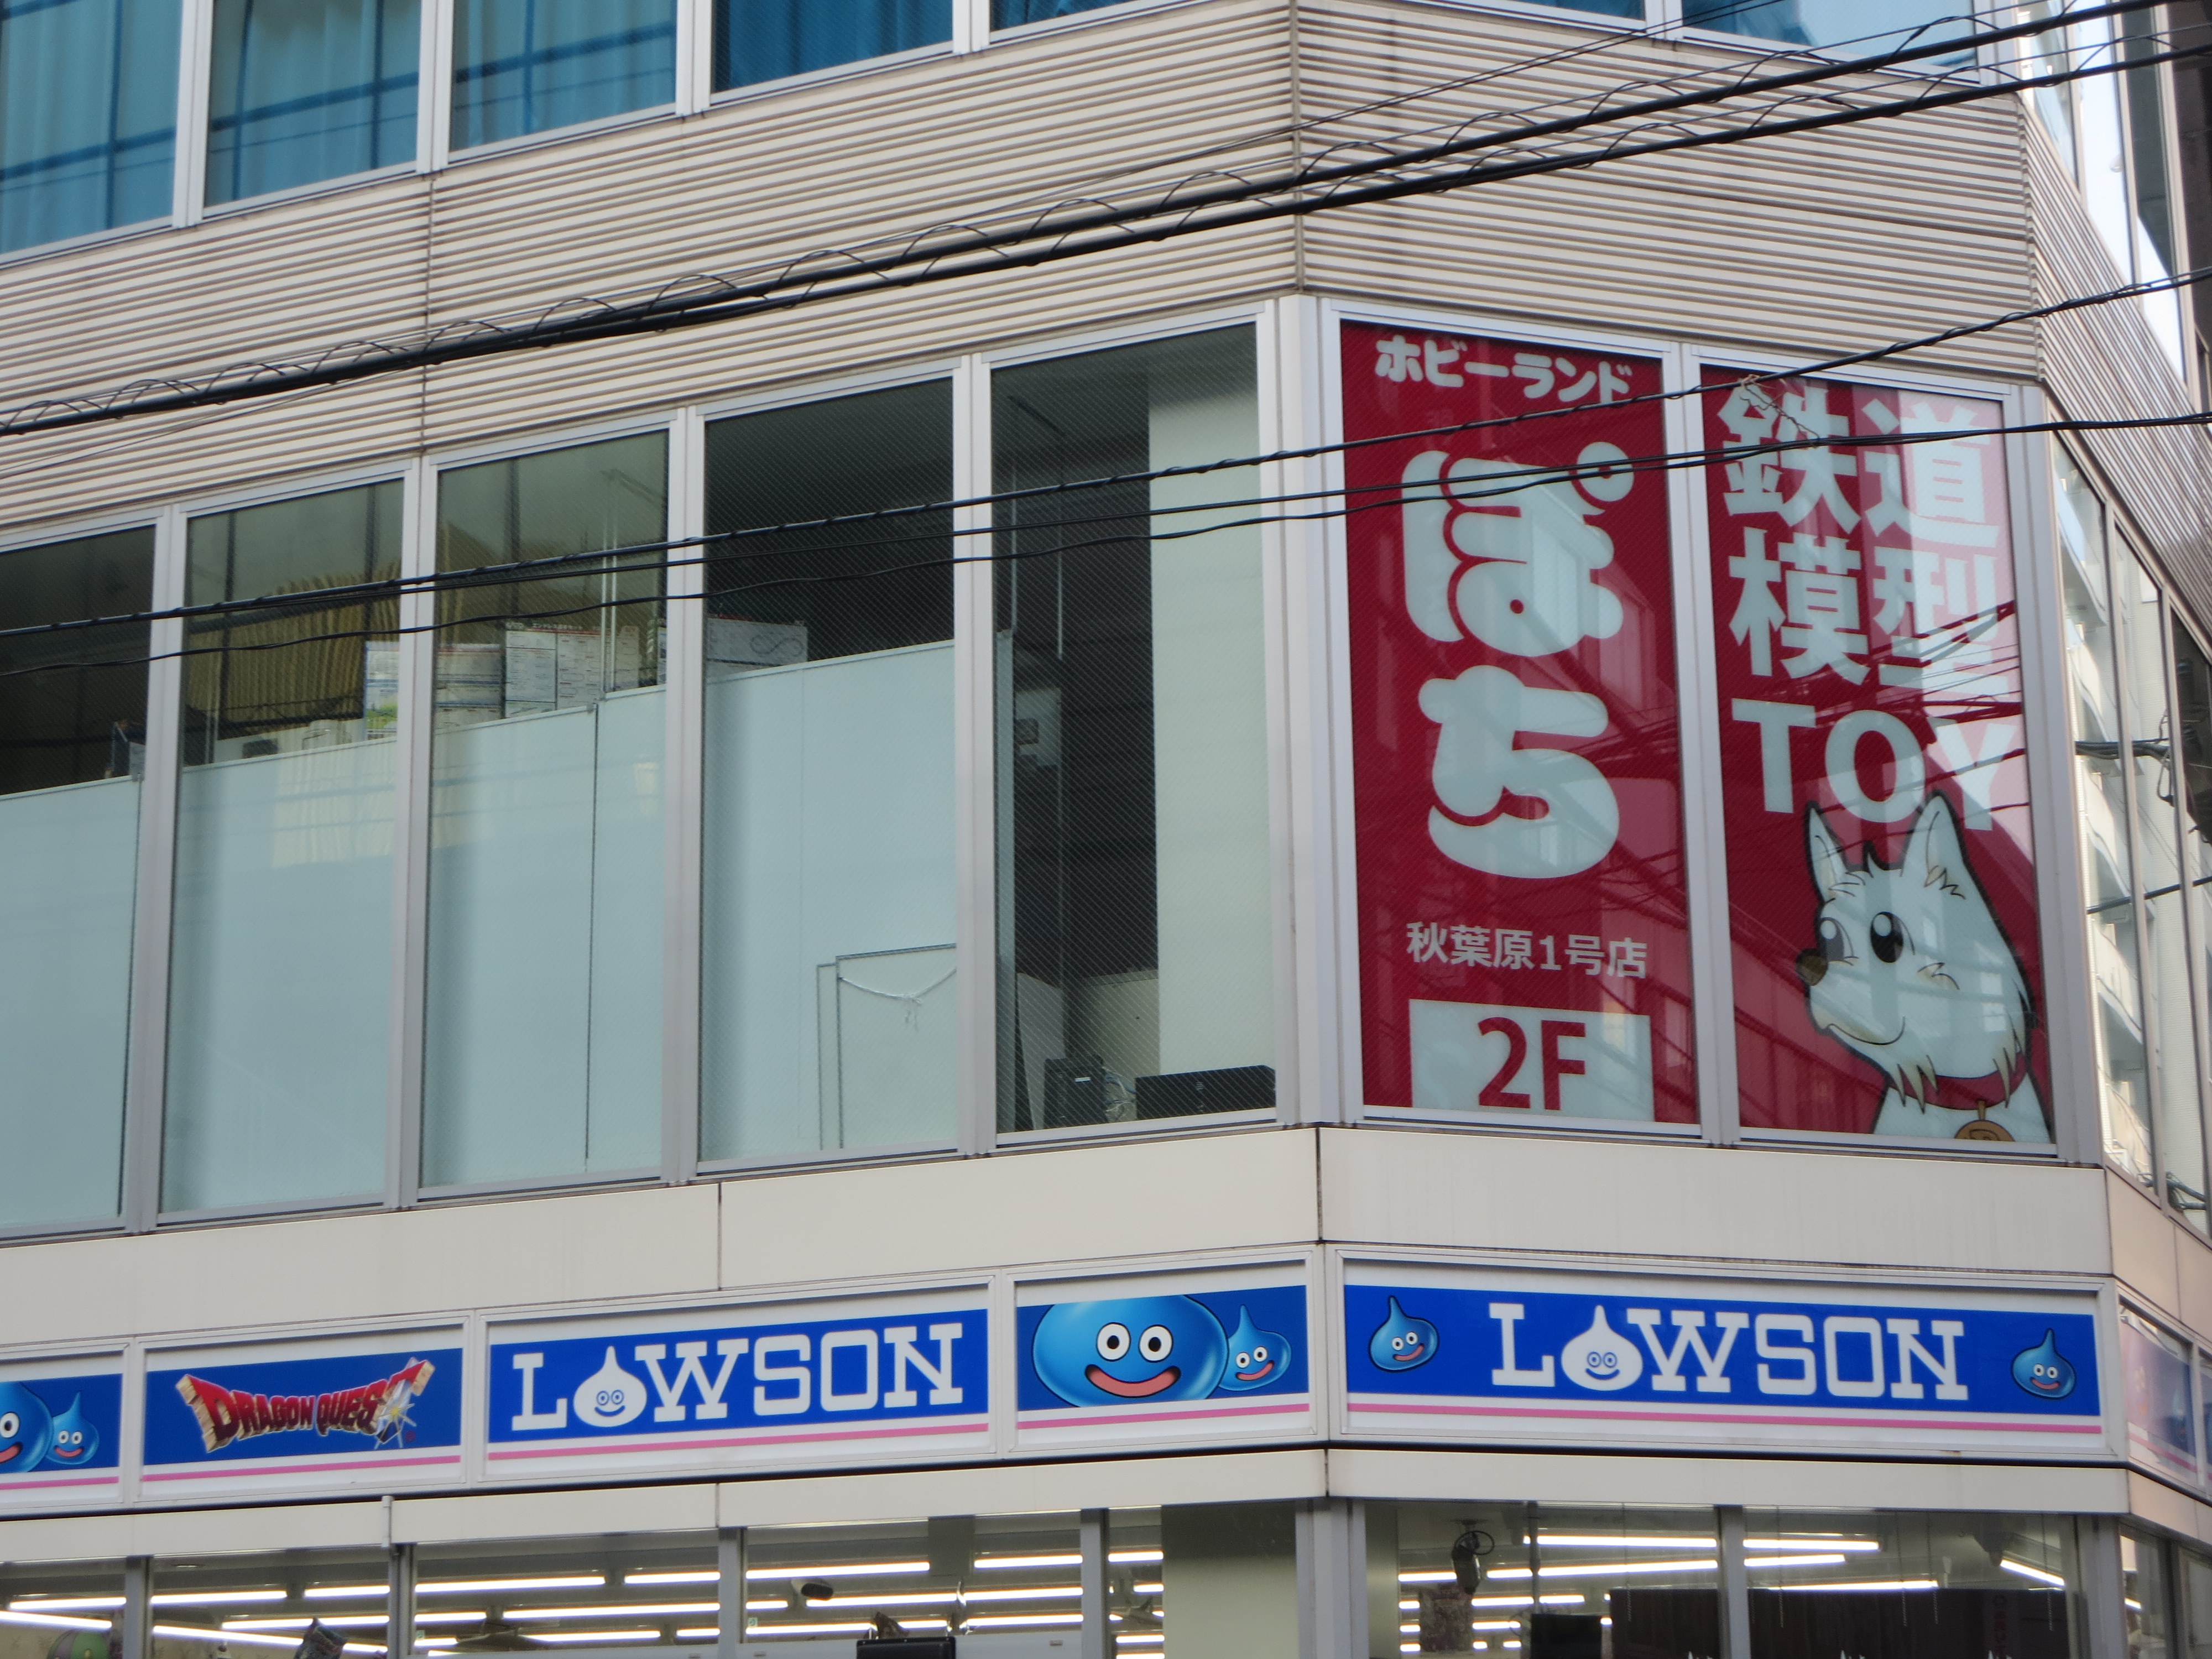 ホビーランド
ぽち
秋葉原1号店
2F
鉄道
模型
TOY
DRAGON QUEST
LAWSON
LAWSON